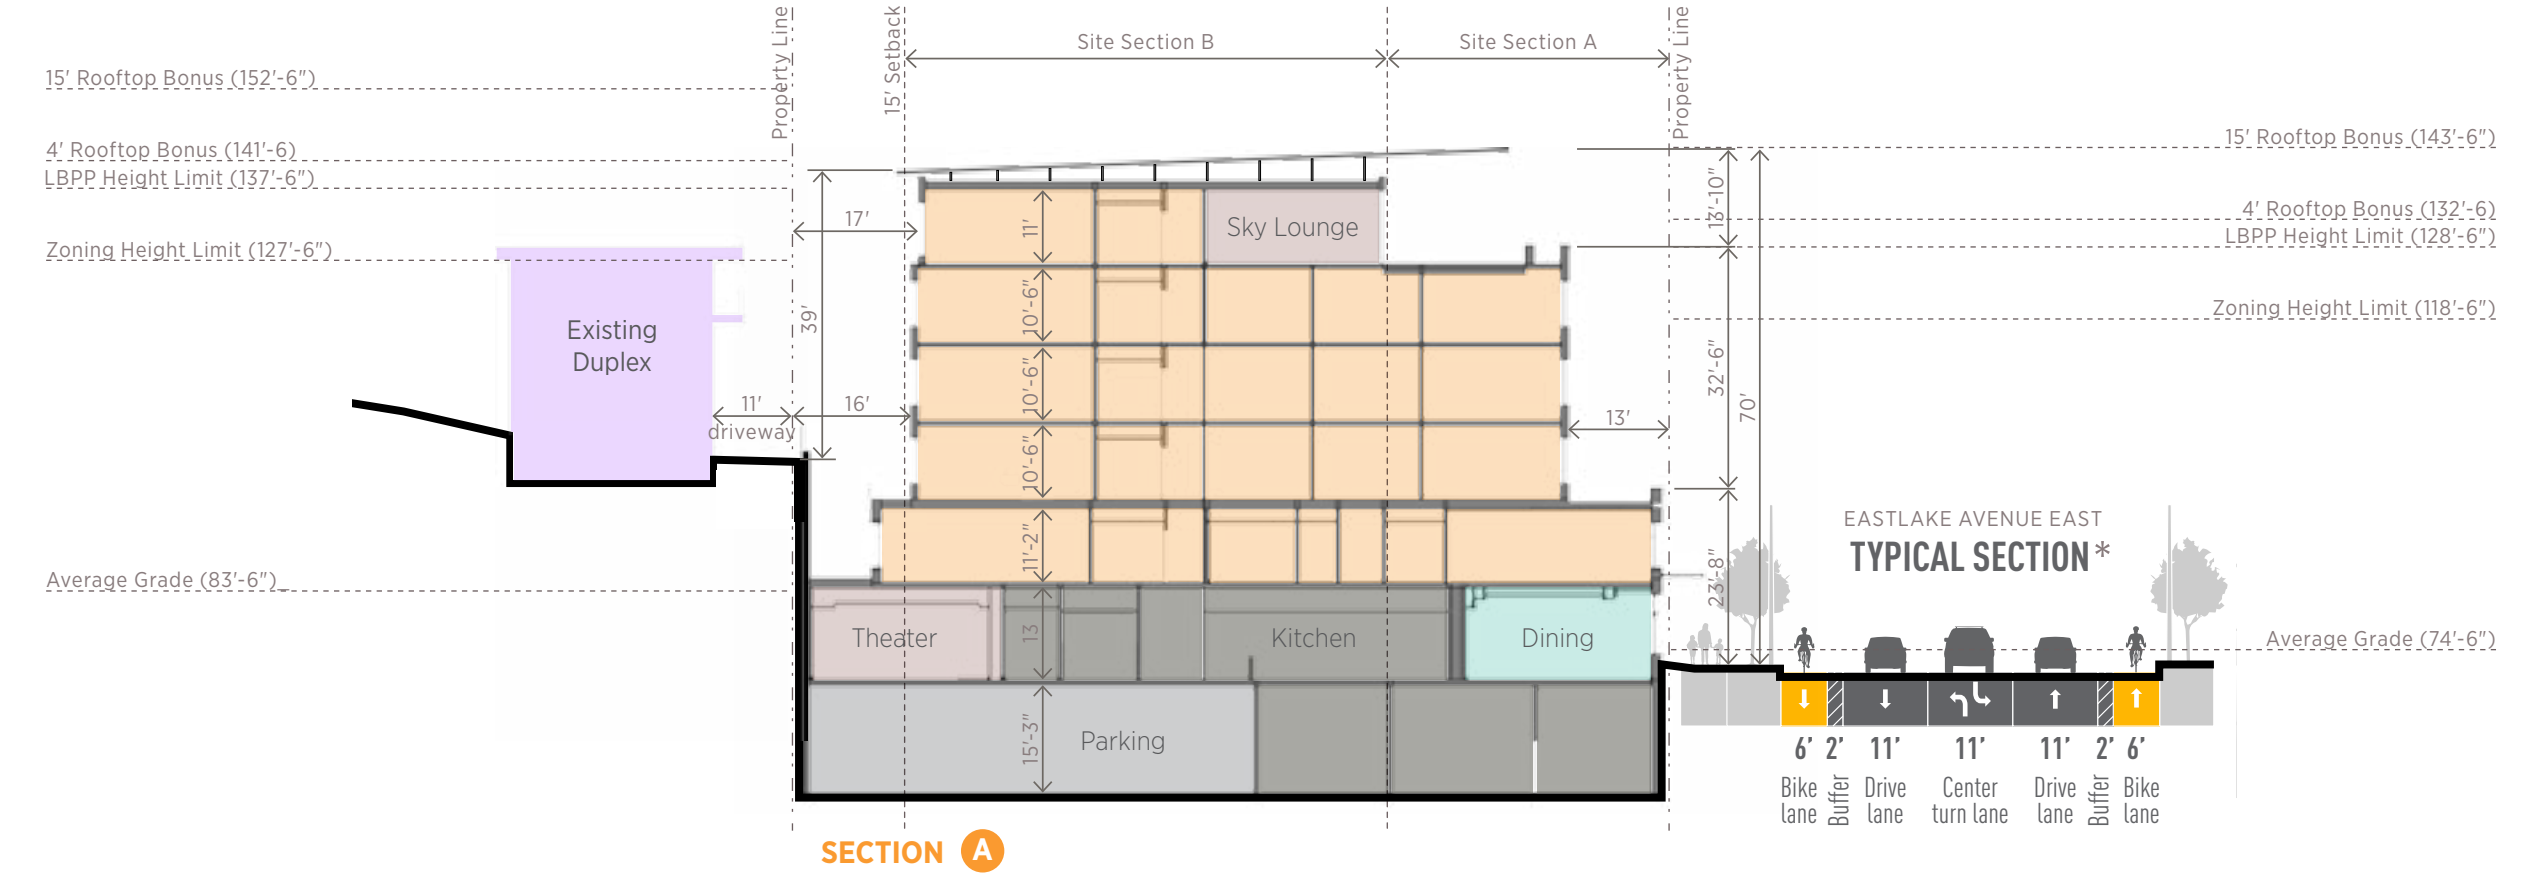 Property Line
15' Setback
Site Section B
Site Section A
Property Line
15' Rooftop Bonus (152'-6")
4' Rooftop Bonus (141'-6)
LBPP Height Limit (137'-6")
Zoning Height Limit (127'-6")
Average Grade (83'-6")
15' Rooftop Bonus (143'-6")
4' Rooftop Bonus (132'-6)
LBPP Height Limit (128'-6")
Zoning Height Limit (118'-6")
Average Grade (74'-6")
Existing
Duplex
11'
driveway
17'
16'
39'
Sky Lounge
11'
10'-6"
10'-6"
10'-6"
11'-2"
13
15'-3"
Theater
Kitchen
Dining
Parking
13'
13'-10"
32'-6"
23'-8"
70'
EASTLAKE AVENUE EAST
TYPICAL SECTION*
6' 2' 11' 11' 11' 2' 6'
Bike lane
Buffer
Drive lane
Center turn lane
Drive lane
Buffer
Bike lane
SECTION A